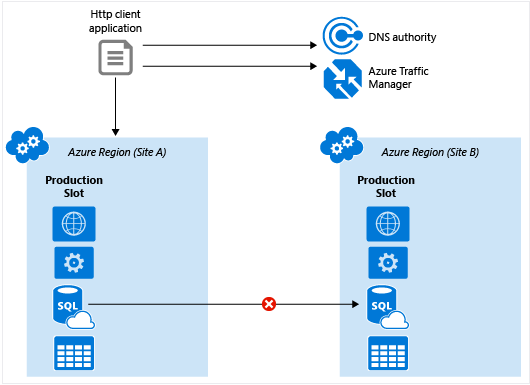 Http client
application
DNS authority
Azure Traffic
Manager
Azure Region (Site A)
Production
Slot
SQL
Azure Region (Site B)
Production
Slot
SQL